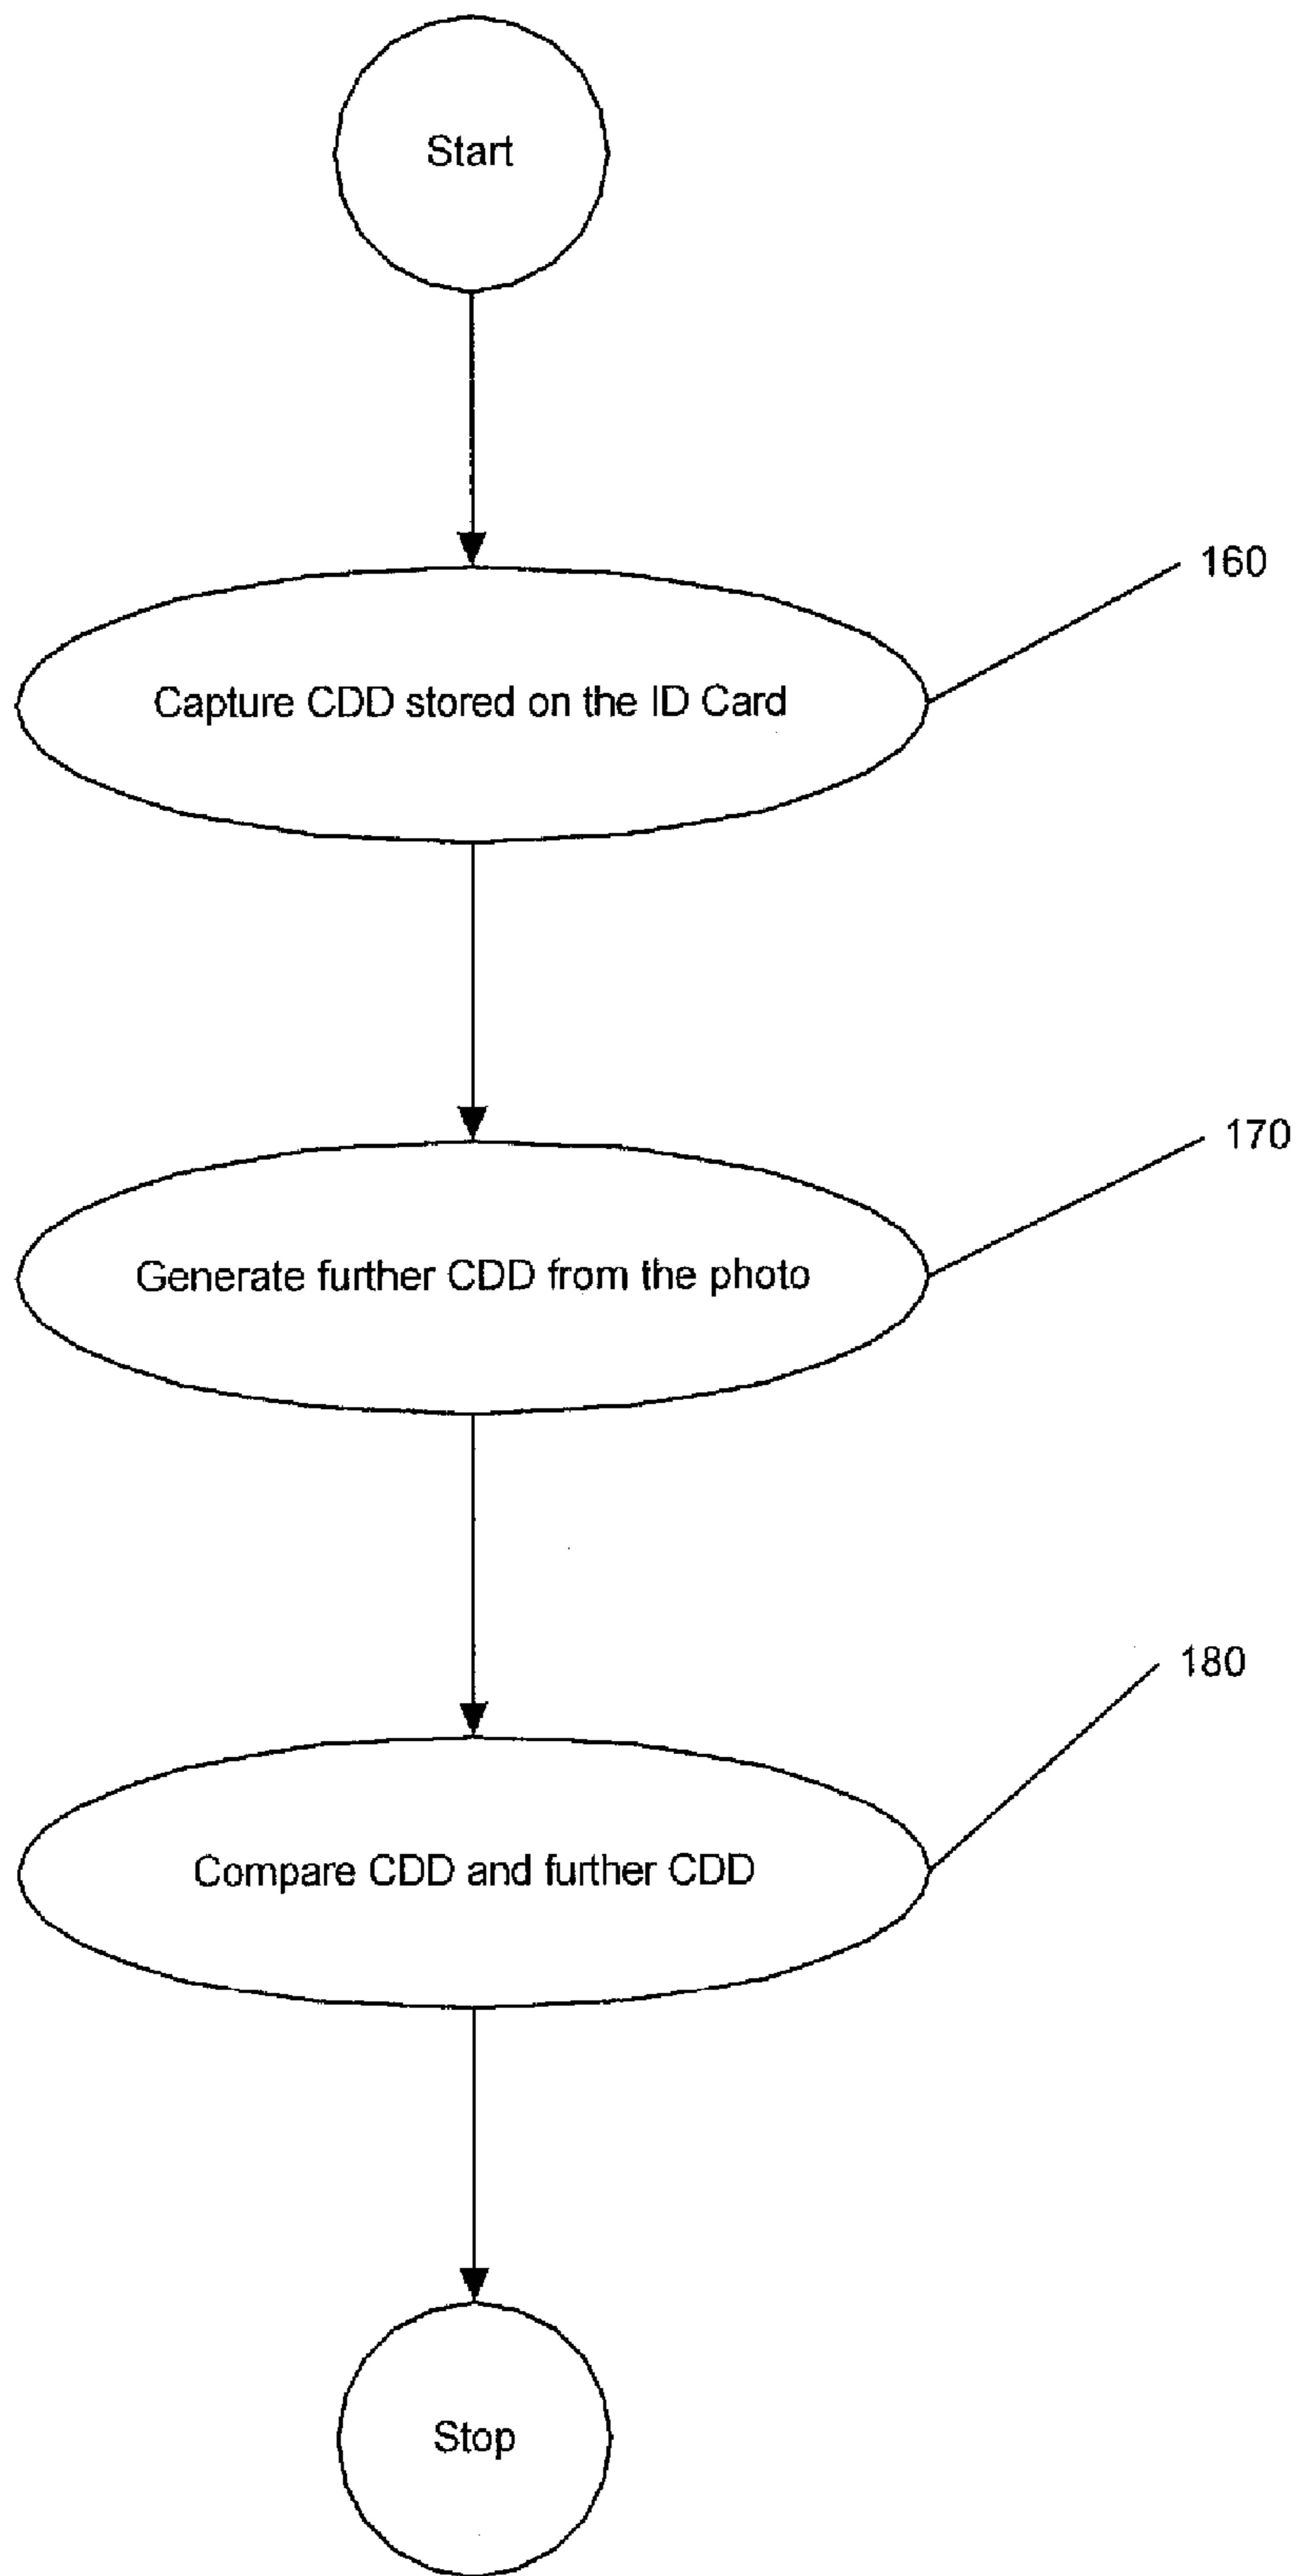 Start
160
Capture CDD stored on the ID Card
170
Generate further CDD from the photo
180
Compare CDD and further CDD
Stop